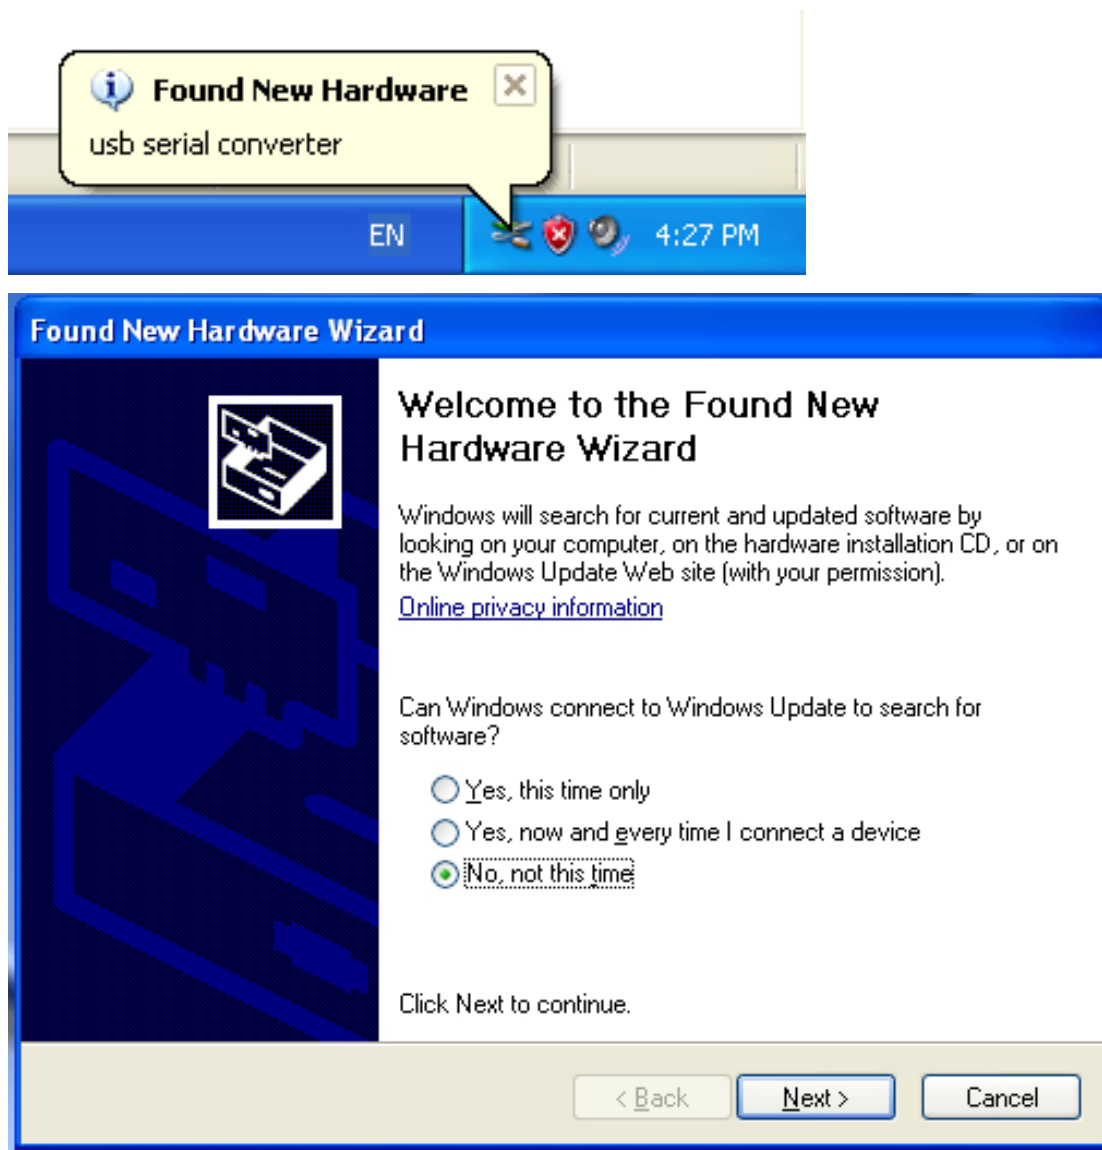 Found New Hardware
usb serial converter
EN
4:27 PM
Found New Hardware Wizard
Welcome to the Found New
Hardware Wizard
Windows will search for current and updated software by
looking on your computer, on the hardware installation CD, or on
the Windows Update Web site (with your permission).
Online privacy information
Can Windows connect to Windows Update to search for
software?
Yes, this time only
Yes, now and every time I connect a device
No, not this time
Click Next to continue.
< Back
Next >
Cancel